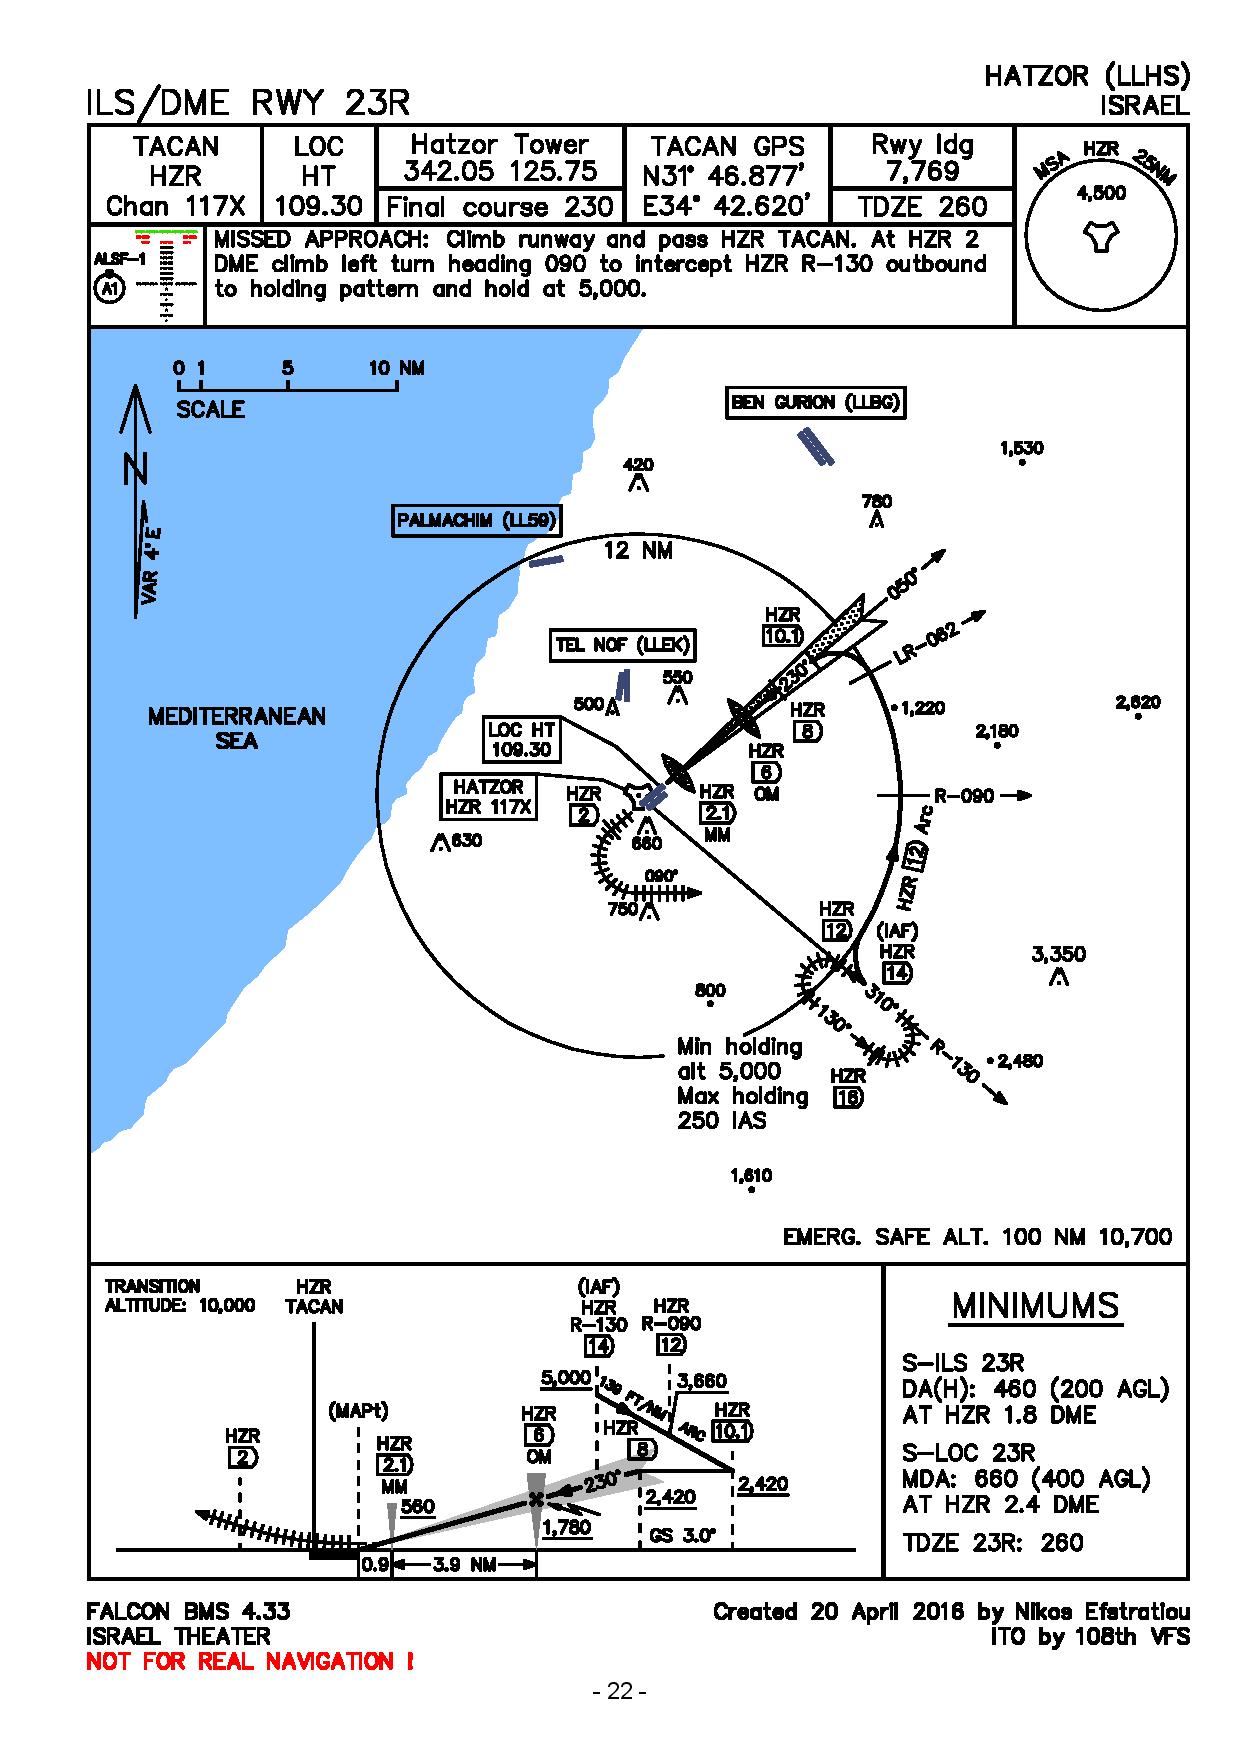 HATZOR (LLHS)
ILS/DME RWY 23R
ISRAEL
TACAN
HZR
Chan 117X
LOC
HT
109.30
Hatzor Tower
342.05 125.75
Final course 230
TACAN GPS
N31° 46.877'
E34° 42.620'
Rwy ldg
7,769
TDZE 260
MSA HZR 25NM
4,500
ALSF-1
A1
MISSED APPROACH: Climb runway and pass HZR TACAN. At HZR 2
DME climb left turn heading 090 to intercept HZR R-130 outbound
to holding pattern and hold at 5,000.
0 1 5 10 NM
SCALE
N
VAR 4°E
BEN GURION (LLBG)
1,530
420
780
PALMACHIM (LL59)
12 NM
050°
HZR
10.1
LR-062
TEL NOF (LLEK)
550
230°
500
MEDITERRANEAN
SEA
HZR
8
1,220
2,620
2,180
LOC HT
109.30
HZR
6
OM
HATZOR
HZR 117X
HZR
2
HZR
2.1
MM
R-090
630
660
HZR 12 Arc
090°
750
HZR
12
(IAF)
HZR
14
3,350
800
310°
130°
R-130
2,480
Min holding
alt 5,000
Max holding
250 IAS
HZR
16
1,610
EMERG. SAFE ALT. 100 NM 10,700
TRANSITION
ALTITUDE: 10,000
HZR
TACAN
(IAF)
HZR
R-130
14
HZR
R-090
12
5,000
139 FT/NM ARC
3,660
(MAPt)
HZR
2
HZR
2.1
MM
560
HZR
6
OM
HZR
8
HZR
10.1
230°
2,420
2,420
1,780
GS 3.0°
0.9
3.9 NM
MINIMUMS
S-ILS 23R
DA(H): 460 (200 AGL)
AT HZR 1.8 DME
S-LOC 23R
MDA: 660 (400 AGL)
AT HZR 2.4 DME
TDZE 23R: 260
FALCON BMS 4.33
ISRAEL THEATER
NOT FOR REAL NAVIGATION !
Created 20 April 2016 by Nikos Efstratiou
ITO by 108th VFS
- 22 -